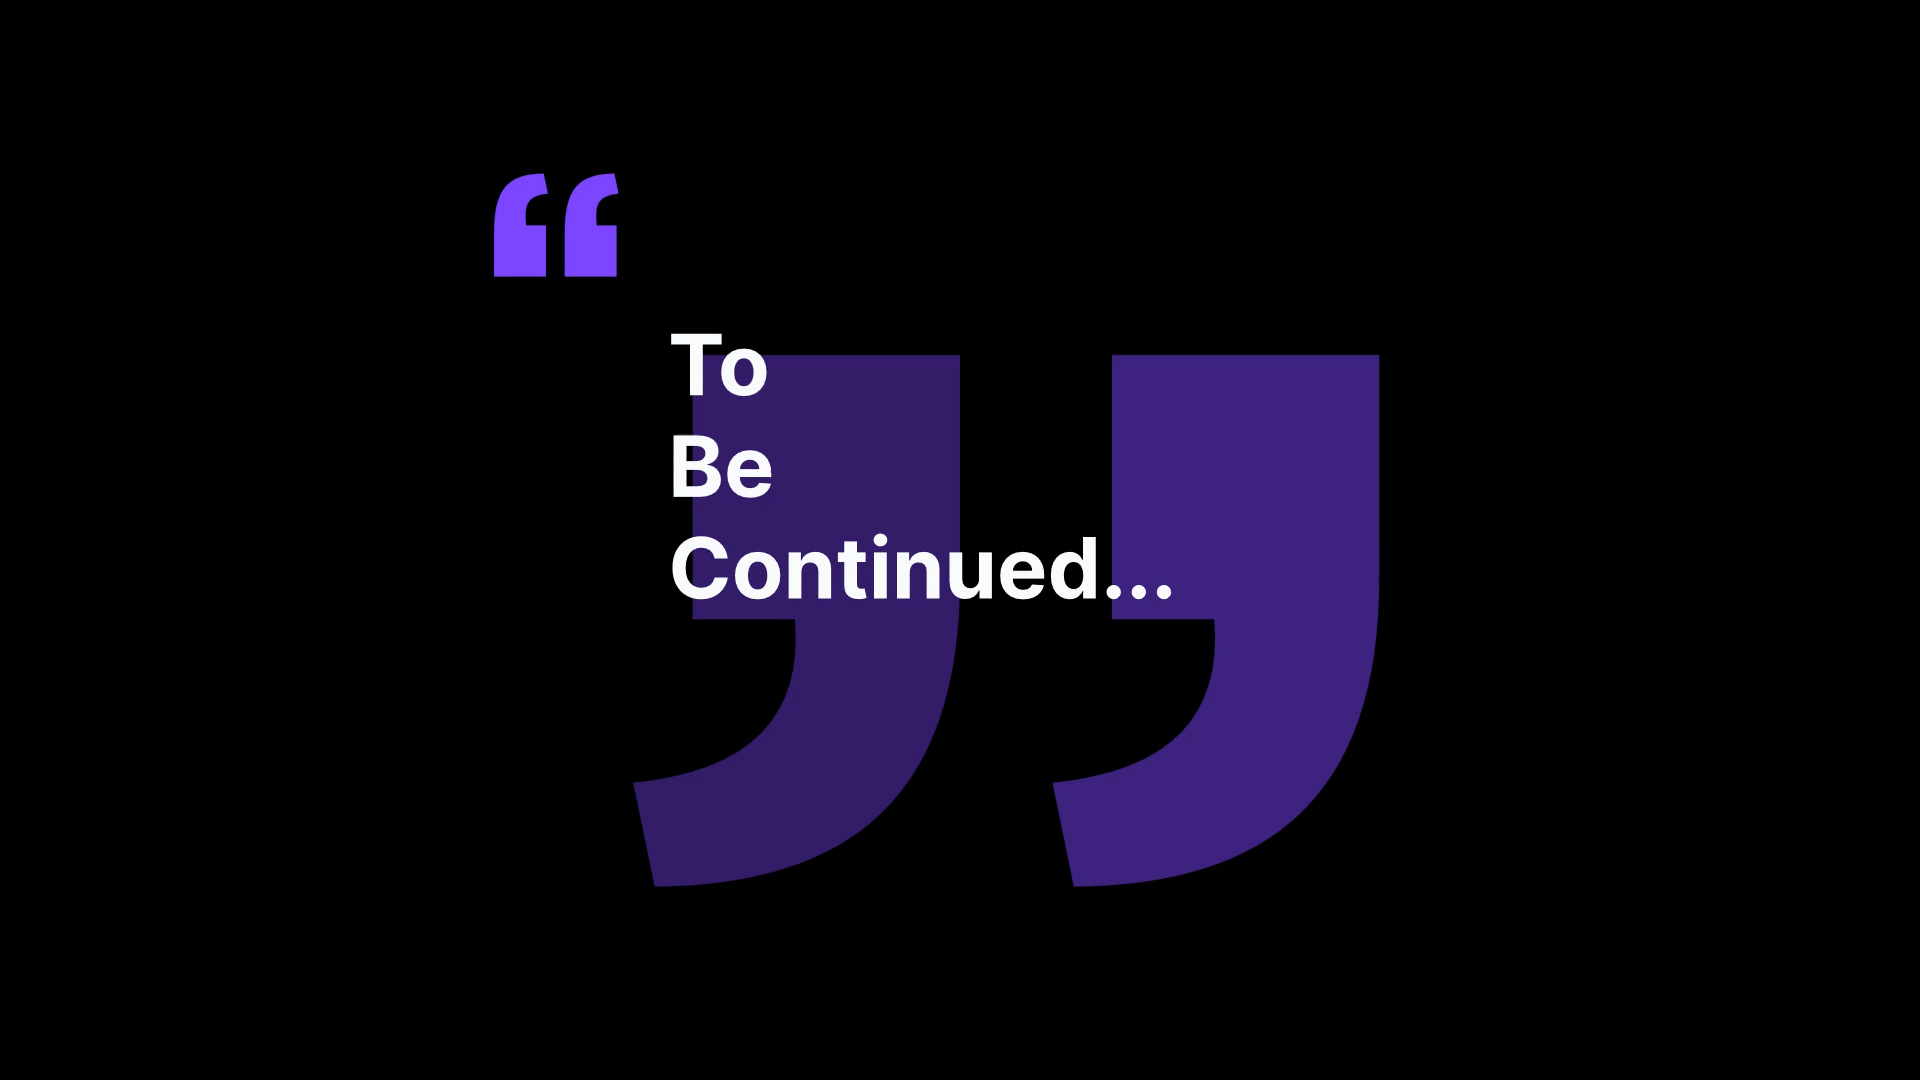 “
To
Be
Continued...
”